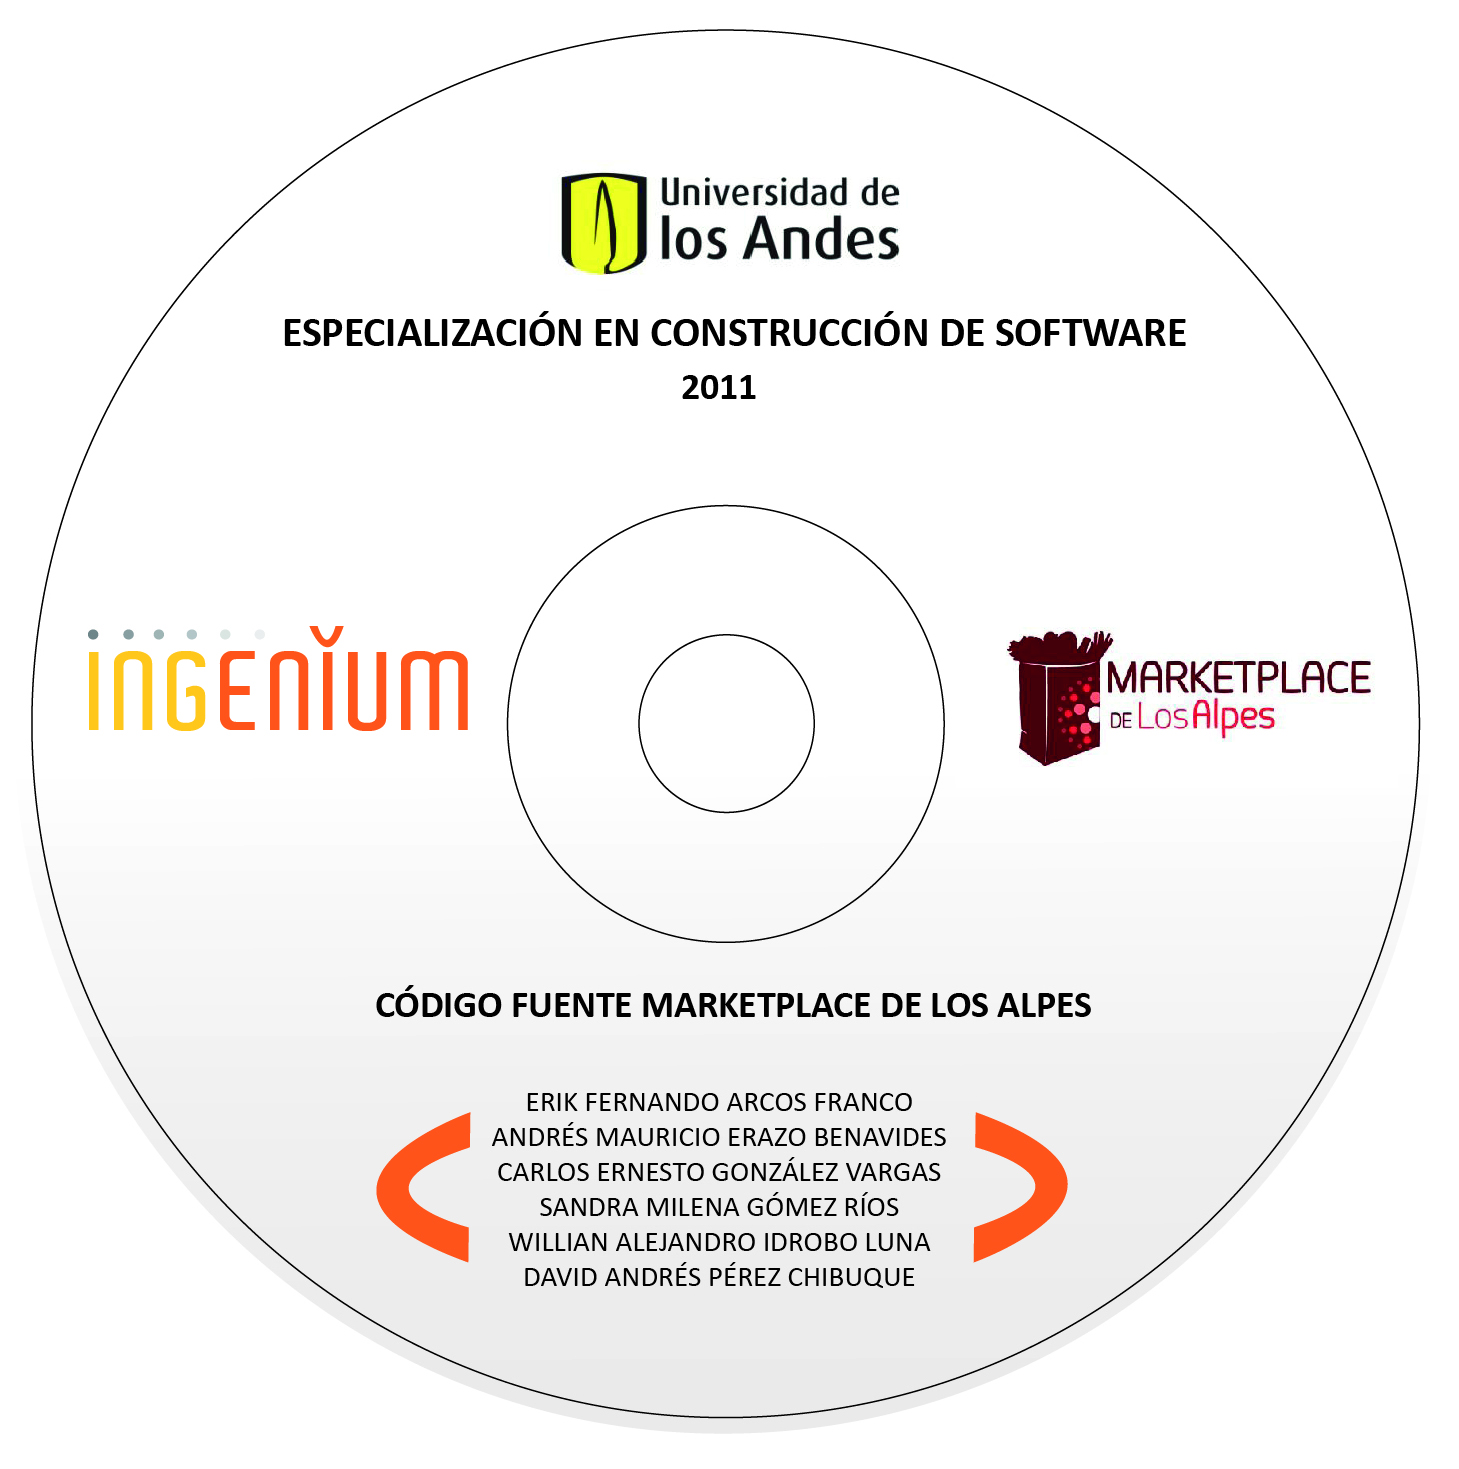 Universidad de
los Andes
ESPECIALIZACIÓN EN CONSTRUCCIÓN DE SOFTWARE
2011
INGENIUM
MARKETPLACE
DE Los Alpes
CÓDIGO FUENTE MARKETPLACE DE LOS ALPES
ERIK FERNANDO ARCOS FRANCO
ANDRÉS MAURICIO ERAZO BENAVIDES
CARLOS ERNESTO GONZÁLEZ VARGAS
SANDRA MILENA GÓMEZ RÍOS
WILLIAN ALEJANDRO IDROBO LUNA
DAVID ANDRÉS PÉREZ CHIBUQUE